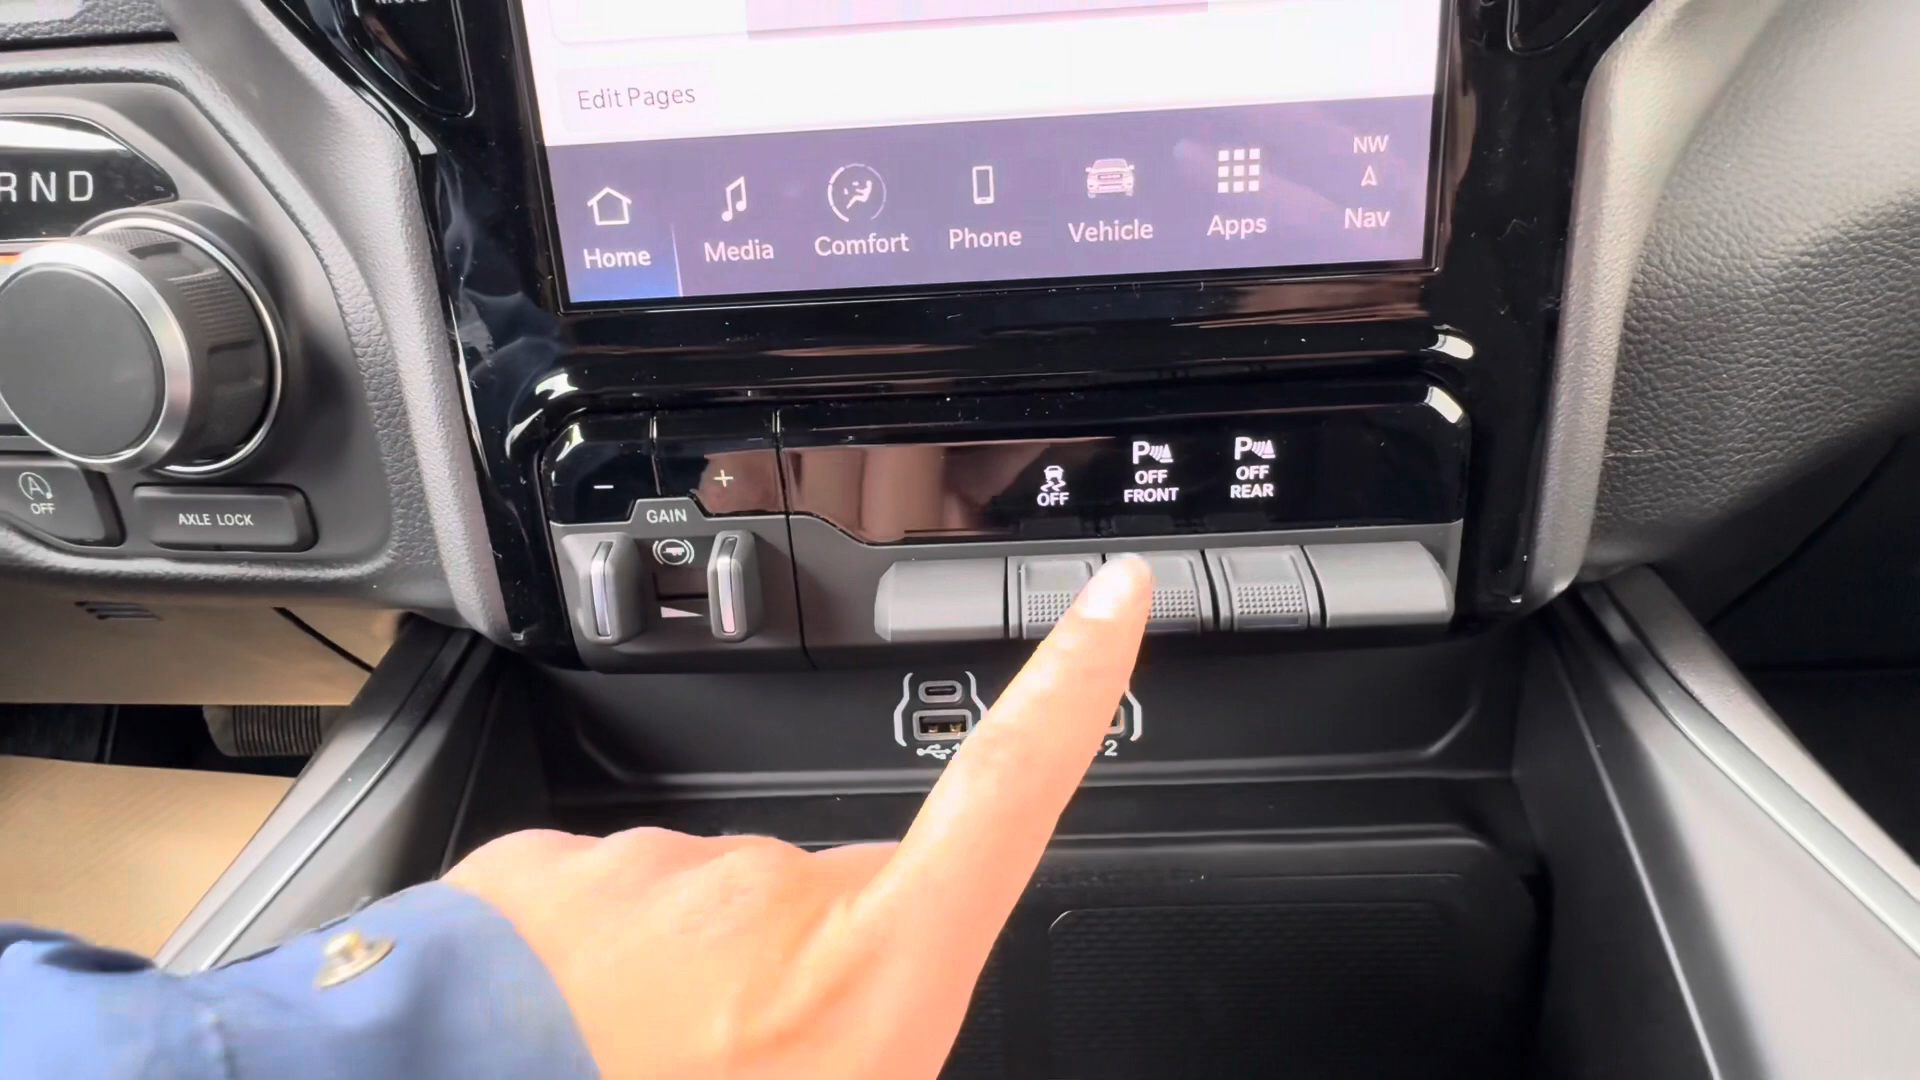 Edit Pages
RND
Home
Media
Comfort
Phone
Vehicle
Apps
NW
Nav
- +
GAIN
OFF
P
OFF
FRONT
P
OFF
REAR
A
OFF
AXLE LOCK
2